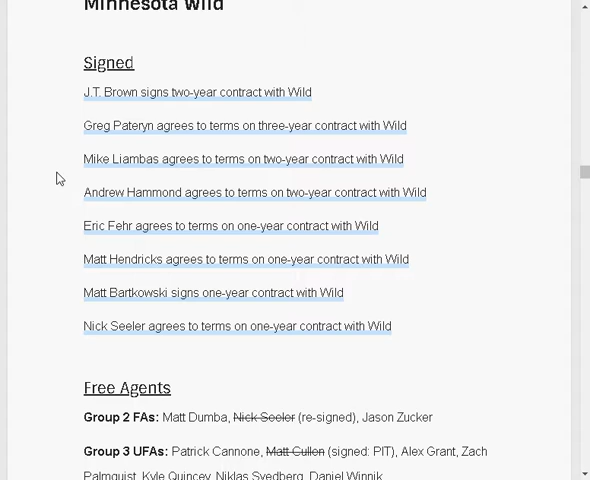 Minnesota Wild
Signed
J.T. Brown signs two-year contract with Wild
Greg Pateryn agrees to terms on three-year contract with Wild
Mike Liambas agrees to terms on two-year contract with Wild
Andrew Hammond agrees to terms on two-year contract with Wild
Eric Fehr agrees to terms on one-year contract with Wild
Matt Hendricks agrees to terms on one-year contract with Wild
Matt Bartkowski signs one-year contract with Wild
Nick Seeler agrees to terms on one-year contract with Wild
Free Agents
Group 2 FAs: Matt Dumba, Nick Seeler (re-signed), Jason Zucker
Group 3 UFAs: Patrick Cannone, Matt Cullen (signed: PIT), Alex Grant, Zach
Palmquist, Kyle Quincey, Niklas Svedberg, Daniel Winnik